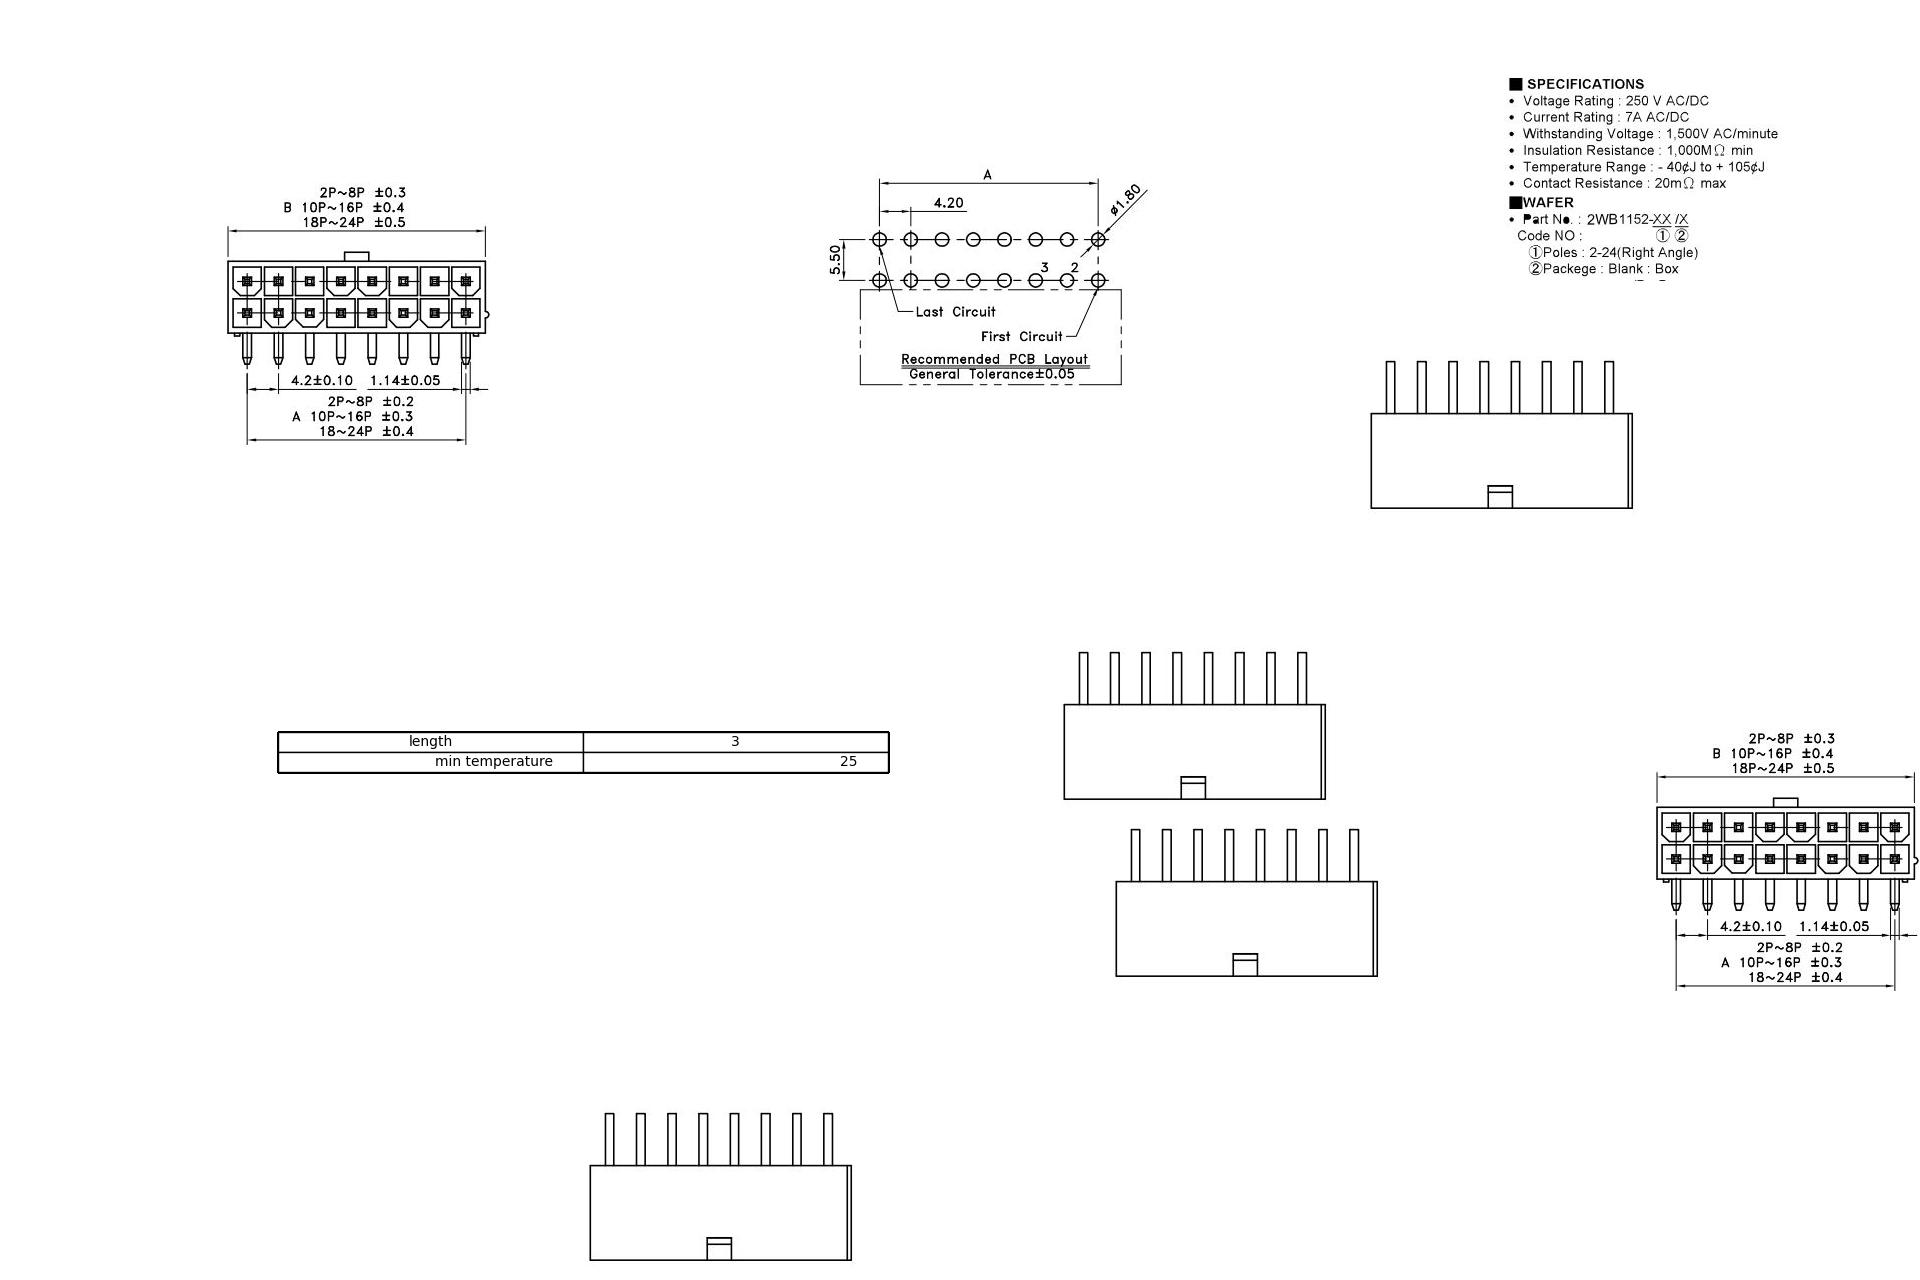 ■ SPECIFICATIONS
• Voltage Rating : 250 V AC/DC
• Current Rating : 7A AC/DC
• Withstanding Voltage : 1,500V AC/minute
• Insulation Resistance : 1,000MΩ min
• Temperature Range : - 40¢J to + 105¢J
• Contact Resistance : 20mΩ max
■WAFER
• Part No. : 2WB1152-XX /X
Code NO : ① ②
①Poles : 2-24(Right Angle)
②Packege : Blank : Box
2P~8P ±0.3
B 10P~16P ±0.4
18P~24P ±0.5
4.2±0.10 1.14±0.05
2P~8P ±0.2
A 10P~16P ±0.3
18~24P ±0.4
A
4.20
ø1.80
5.50
3 2
Last Circuit
First Circuit
Recommended PCB Layout
General Tolerance±0.05
length 3
min temperature 25
2P~8P ±0.3
B 10P~16P ±0.4
18P~24P ±0.5
4.2±0.10 1.14±0.05
2P~8P ±0.2
A 10P~16P ±0.3
18~24P ±0.4